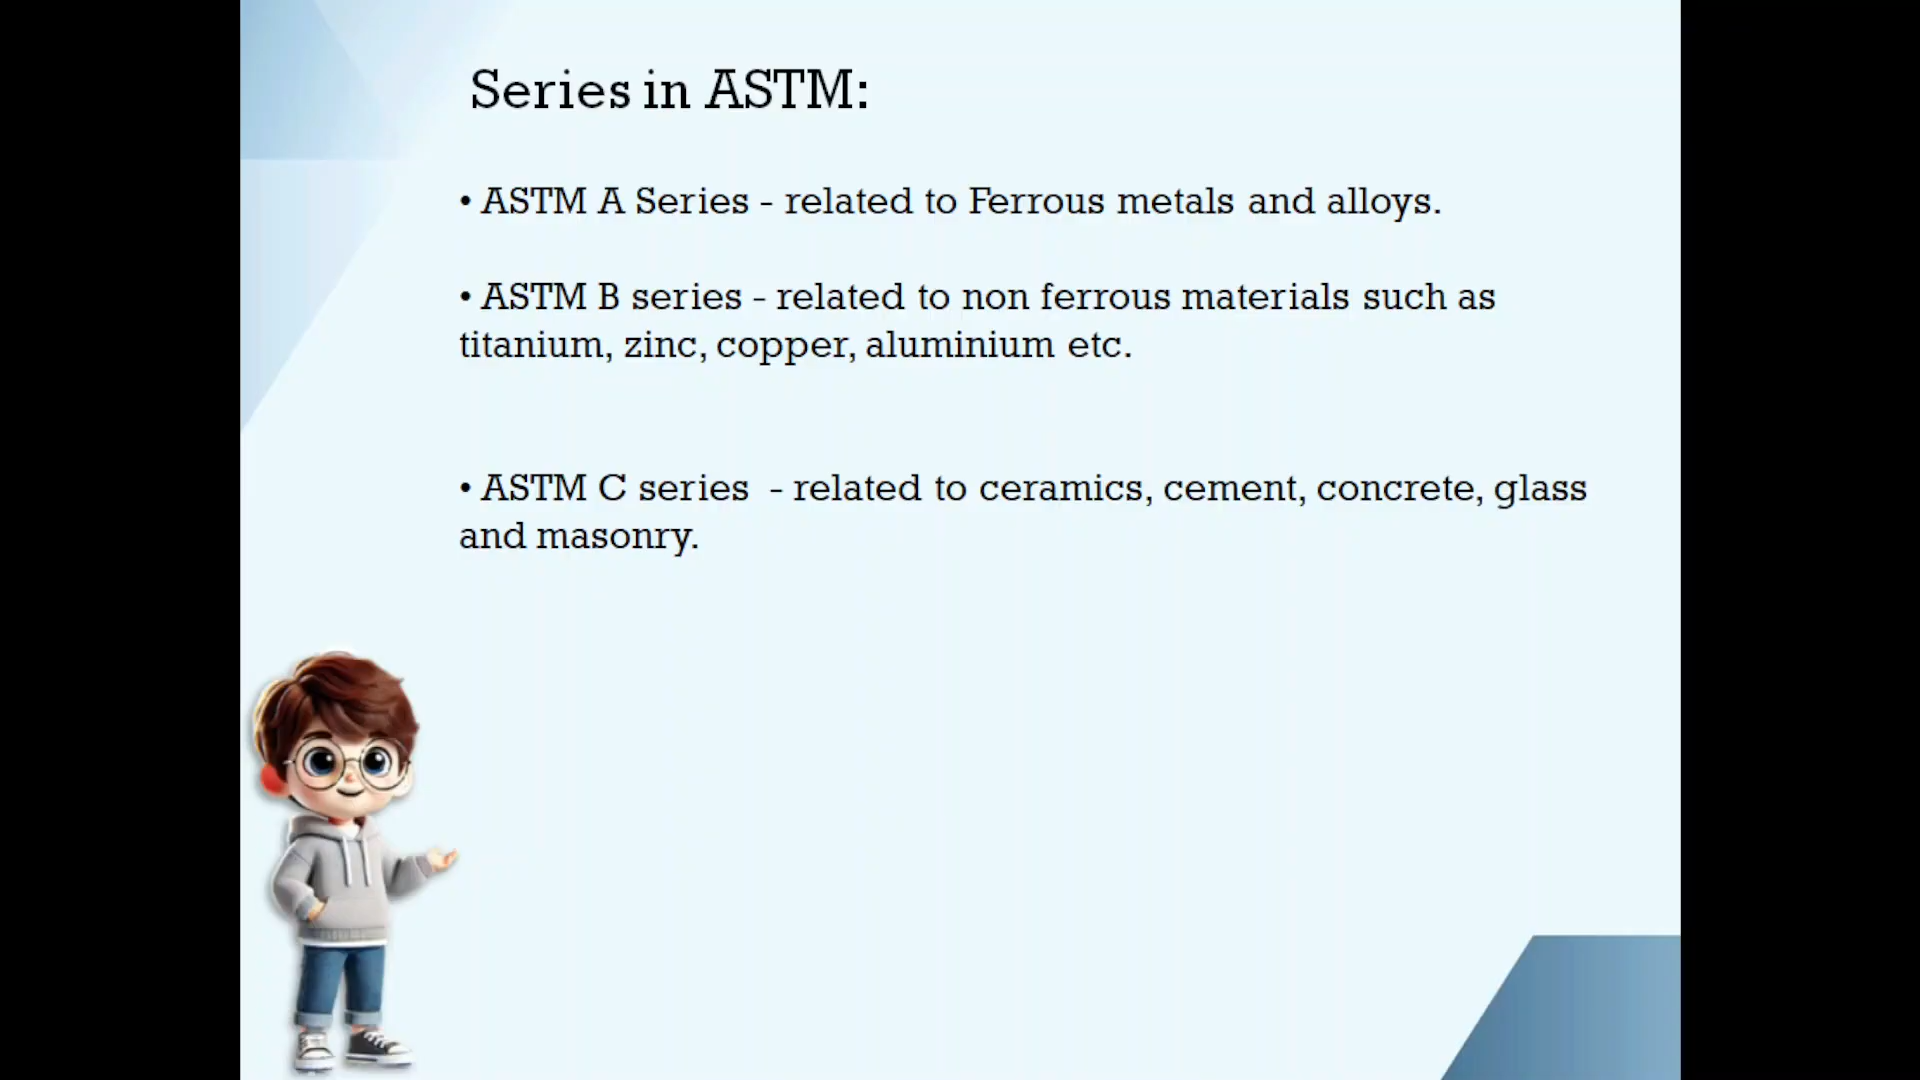 Series in ASTM:
• ASTM A Series - related to Ferrous metals and alloys.
• ASTM B series - related to non ferrous materials such as
titanium, zinc, copper, aluminium etc.
• ASTM C series  - related to ceramics, cement, concrete, glass
and masonry.